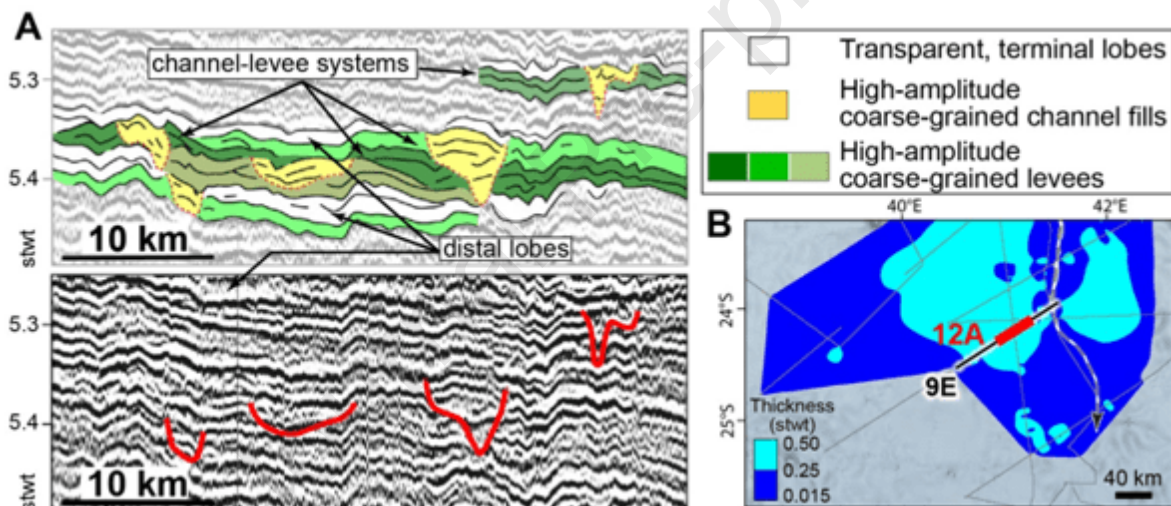 A
channel-levee systems
5.3
5.4
10 km
stwt
distal lobes
5.3
5.4
10 km
stwt
Transparent, terminal lobes
High-amplitude
coarse-grained channel fills
High-amplitude
coarse-grained levees
B
40°E
42°E
24°S
25°S
12A
9E
Thickness
(stwt)
0.50
0.25
0.015
40 km